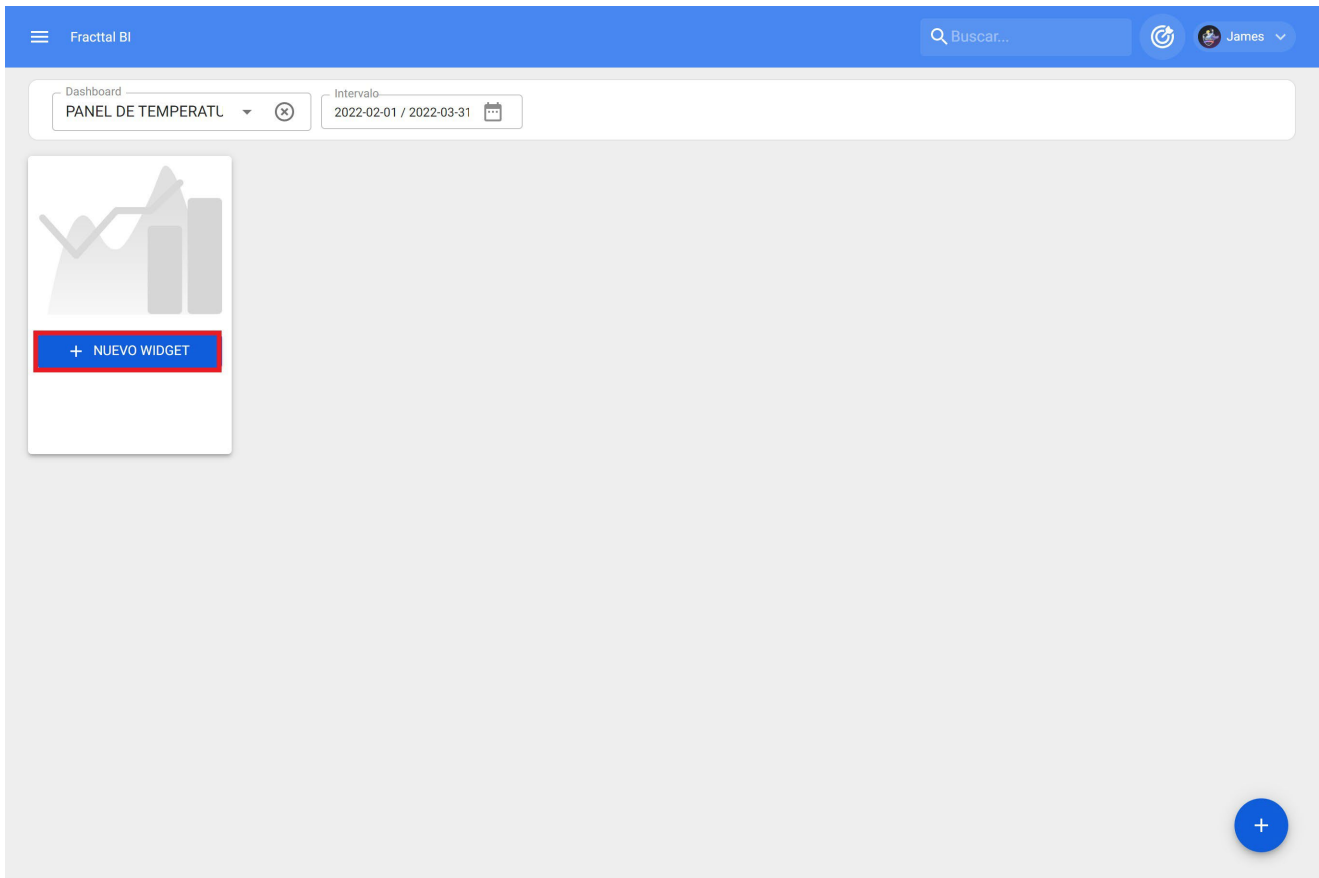 Fracttal BI
Buscar...
James
Dashboard
PANEL DE TEMPERATU
Intervalo
2022-02-01 / 2022-03-31
+ NUEVO WIDGET
+